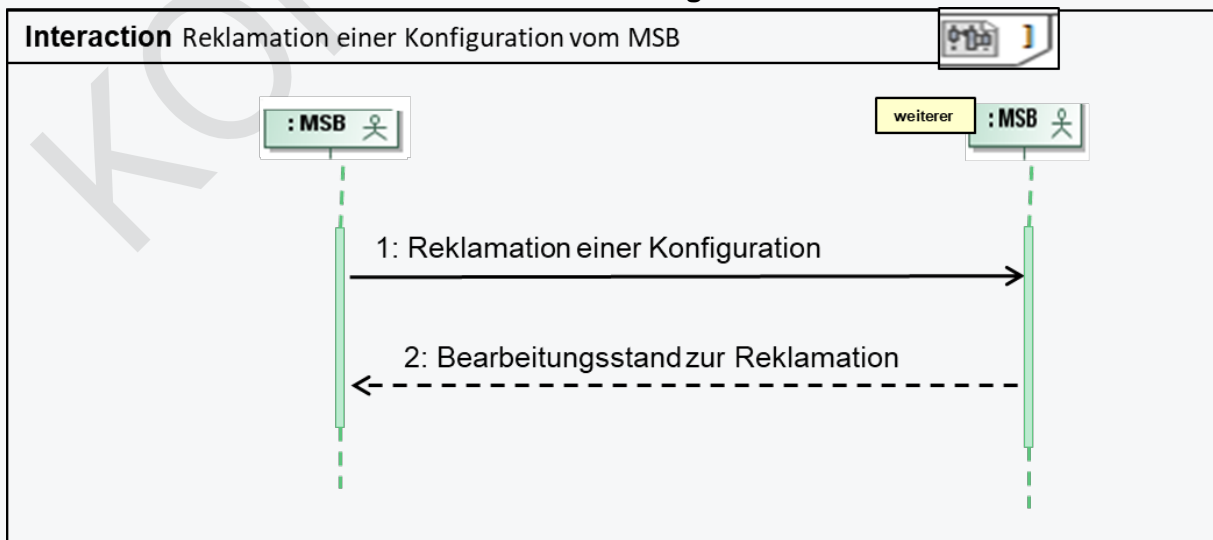 Interaction Reklamation einer Konfiguration vom MSB
: MSB
weiterer
: MSB
1: Reklamation einer Konfiguration
2: Bearbeitungsstand zur Reklamation